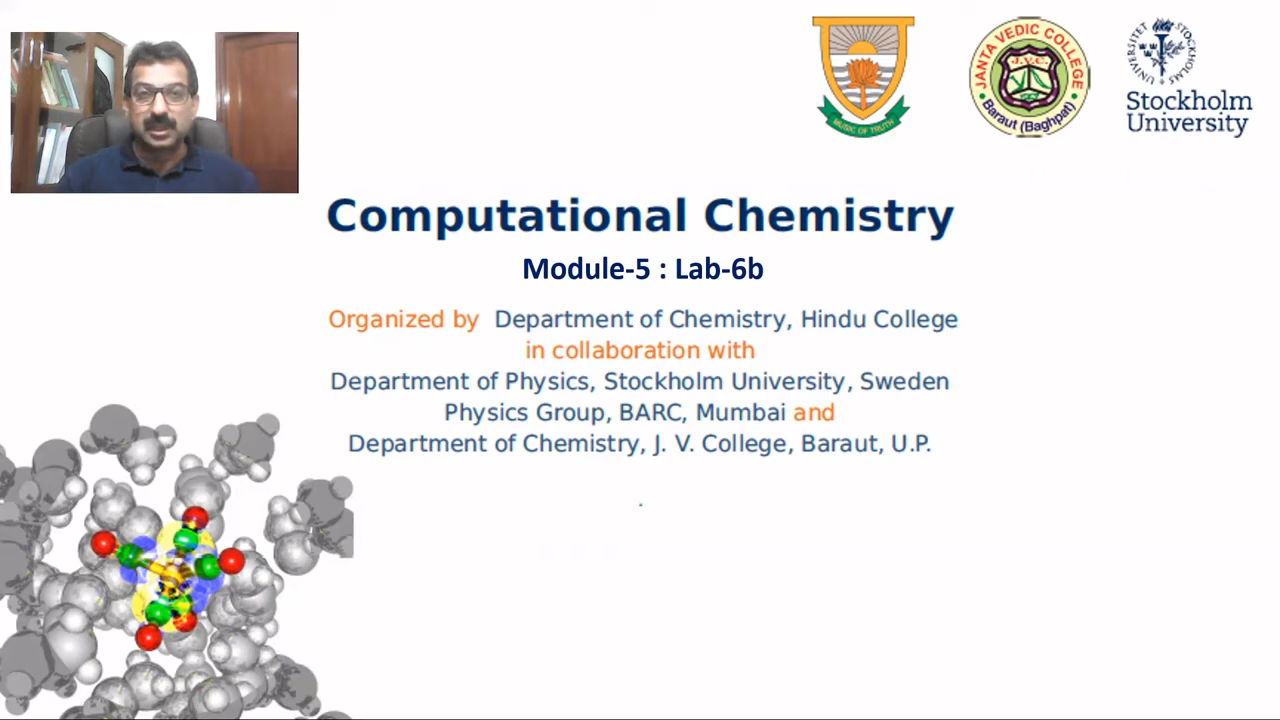 MUSIC OF TRUTH
JANTA VEDIC COLLEGE
J.V.C.
Baraut (Baghpat)
STOCKHOLMS UNIVERSITET
Stockholm
University
Computational Chemistry
Module-5 : Lab-6b
Organized by Department of Chemistry, Hindu College
in collaboration with
Department of Physics, Stockholm University, Sweden
Physics Group, BARC, Mumbai and
Department of Chemistry, J. V. College, Baraut, U.P.
.